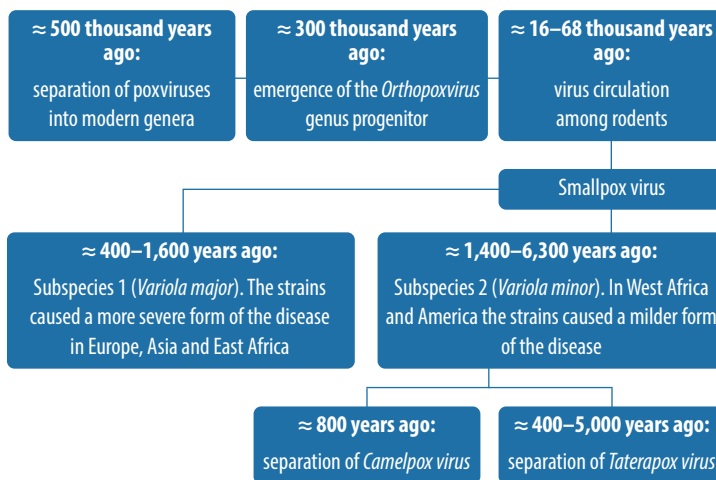 ≈ 500 thousand years
ago:
separation of poxviruses
into modern genera
≈ 300 thousand years
ago:
emergence of the Orthopoxvirus
genus progenitor
≈ 16–68 thousand years
ago:
virus circulation
among rodents
Smallpox virus
≈ 400–1,600 years ago:
Subspecies 1 (Variola major). The strains
caused a more severe form of the disease
in Europe, Asia and East Africa
≈ 1,400–6,300 years ago:
Subspecies 2 (Variola minor). In West Africa
and America the strains caused a milder form
of the disease
≈ 800 years ago:
separation of Camelpox virus
≈ 400–5,000 years ago:
separation of Taterapox virus